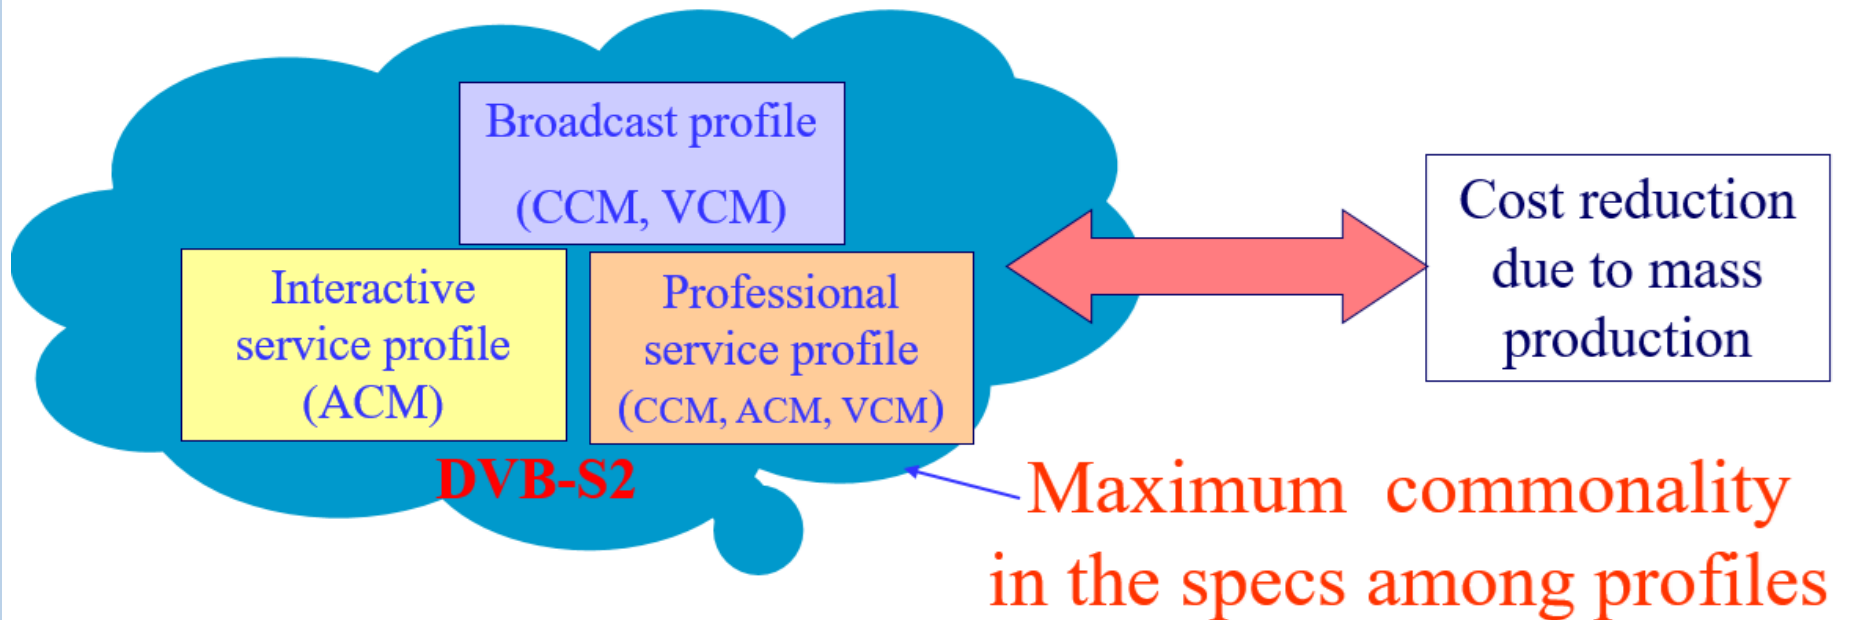 Broadcast profile
(CCM, VCM)
Interactive
service profile
(ACM)
Professional
service profile
(CCM, ACM, VCM)
DVB-S2
Cost reduction
due to mass
production
Maximum commonality
in the specs among profiles